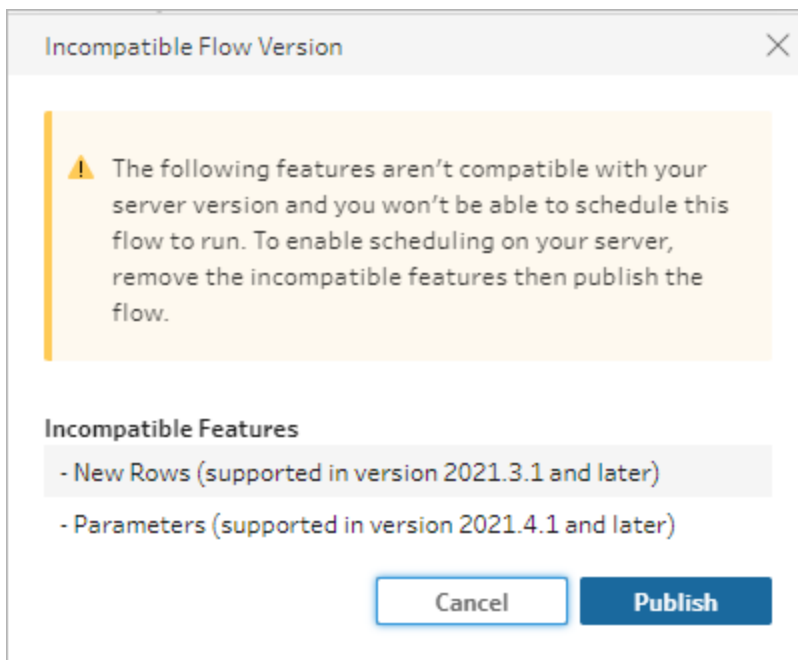 Incompatible Flow Version
The following features aren't compatible with your
server version and you won't be able to schedule this
flow to run. To enable scheduling on your server,
remove the incompatible features then publish the
flow.
Incompatible Features
- New Rows (supported in version 2021.3.1 and later)
- Parameters (supported in version 2021.4.1 and later)
Cancel
Publish